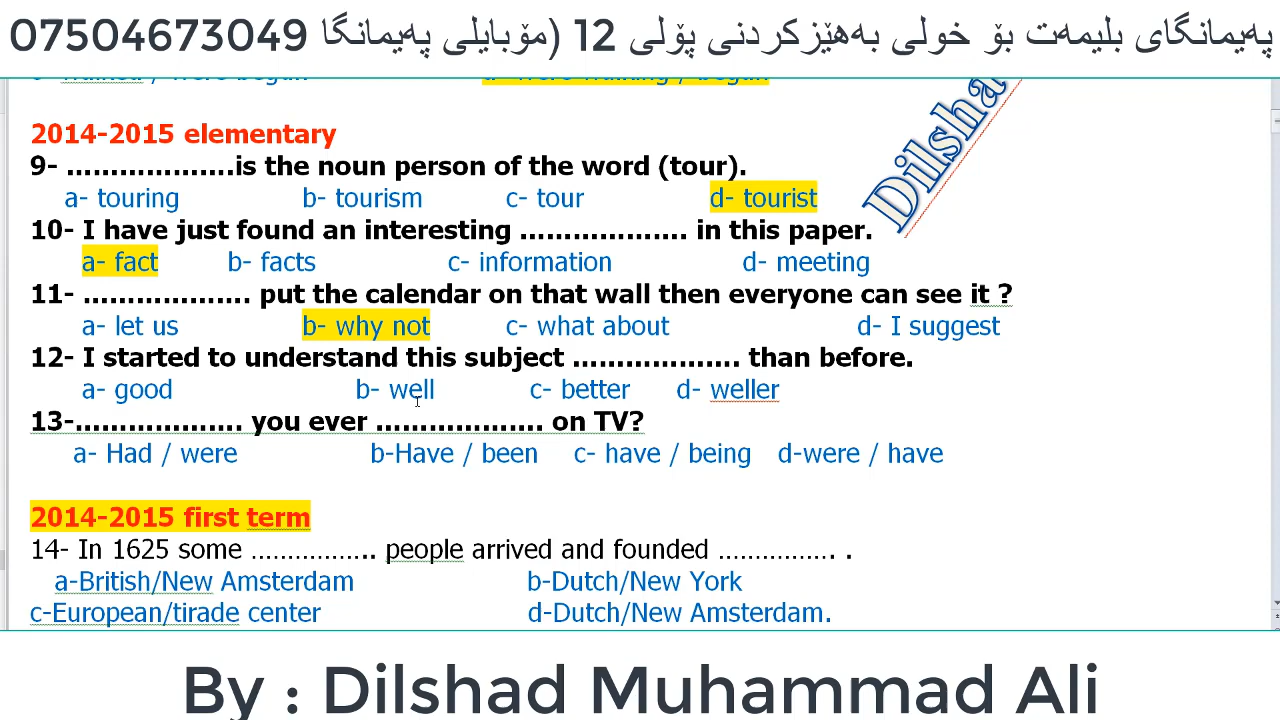 پەیمانگای بلیمەت بۆ خولی بەهێزکردنی پۆلی 12 (مۆبایلی پەیمانگا 07504673049
2014-2015 elementary
9- ……………….is the noun person of the word (tour).
a- touring b- tourism c- tour d- tourist
10- I have just found an interesting ………………. in this paper.
a- fact b- facts c- information d- meeting
11- ………………. put the calendar on that wall then everyone can see it ?
a- let us b- why not c- what about d- I suggest
12- I started to understand this subject ………………. than before.
a- good b- well c- better d- weller
13-………………. you ever ………………. on TV?
a- Had / were b-Have / been c- have / being d-were / have
2014-2015 first term
14- In 1625 some …………….. people arrived and founded ……………. .
a-British/New Amsterdam b-Dutch/New York
c-European/tirade center d-Dutch/New Amsterdam.
Dilsha
By : Dilshad Muhammad Ali